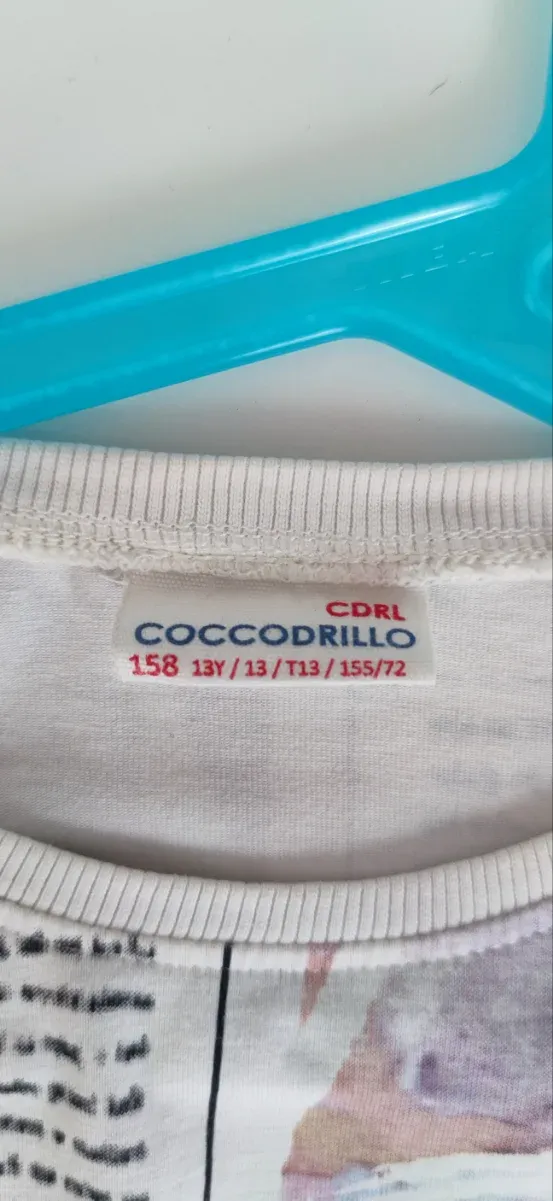 CDRL
COCCODRILLO
158 13Y / 13 / T13 / 155/72